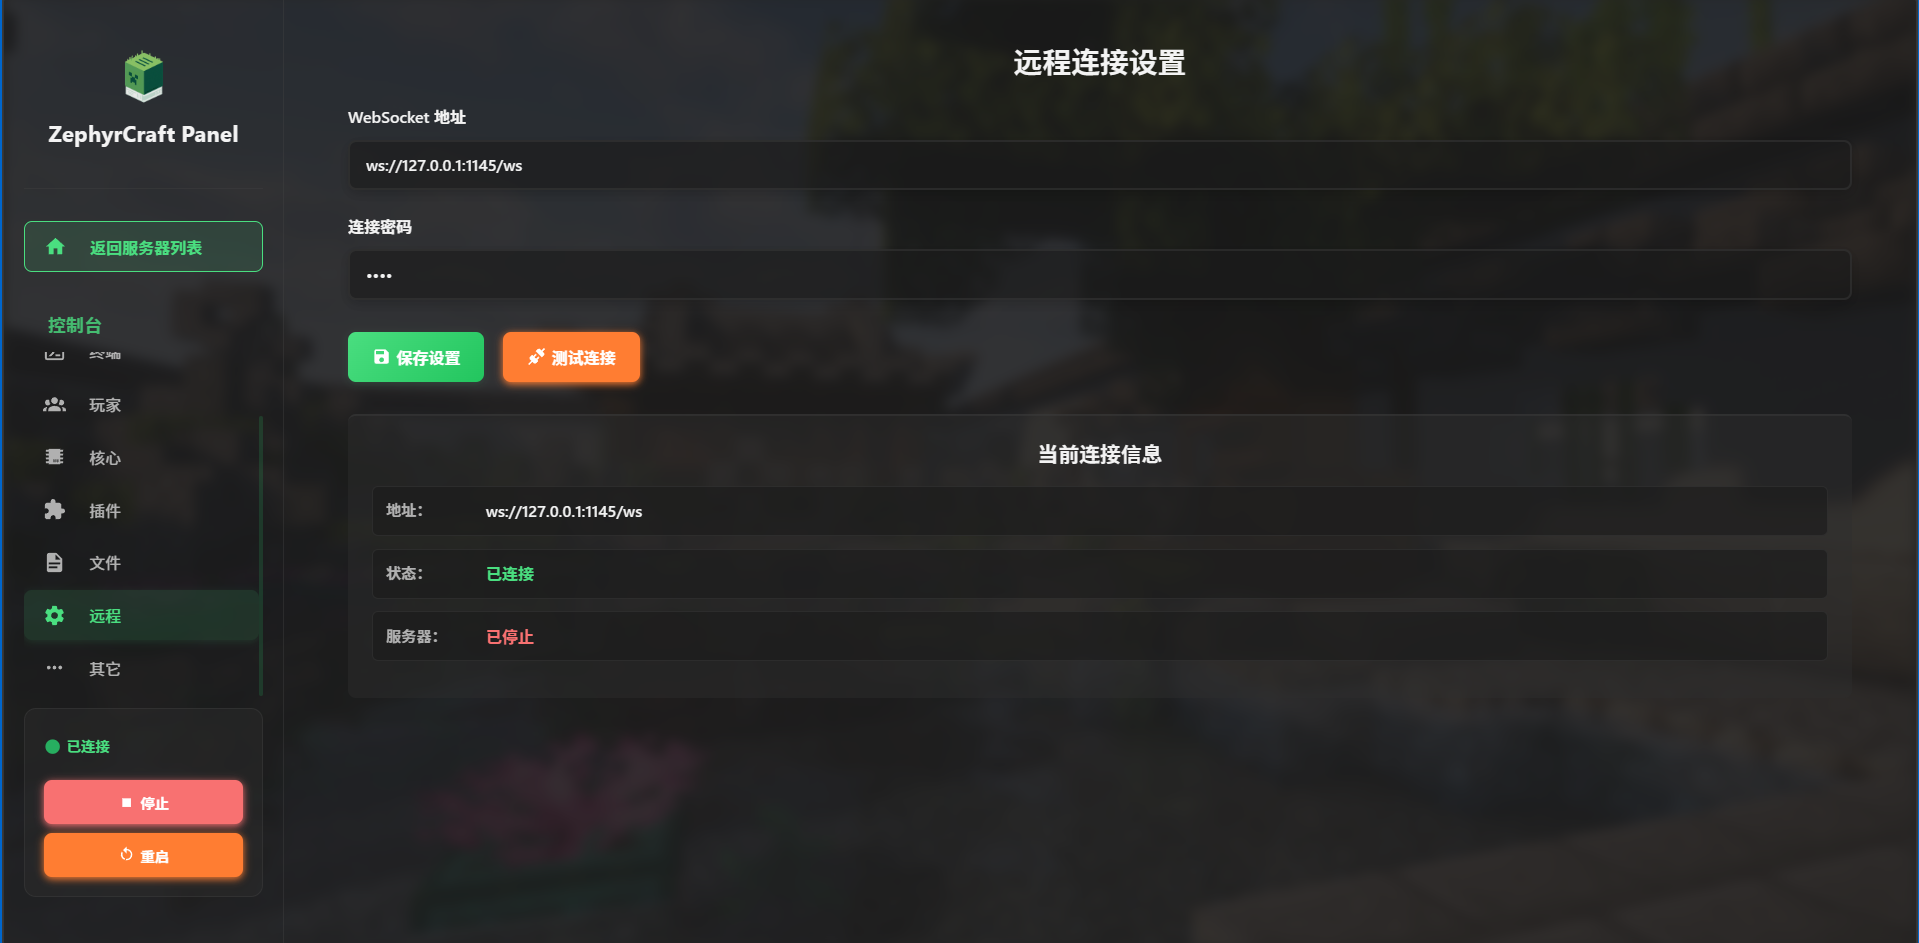 ZephyrCraft Panel
返回服务器列表
控制台
终端
玩家
核心
插件
文件
远程
其它
已连接
停止
重启
远程连接设置
WebSocket 地址
ws://127.0.0.1:1145/ws
连接密码
••••
保存设置
测试连接
当前连接信息
地址： ws://127.0.0.1:1145/ws
状态： 已连接
服务器： 已停止